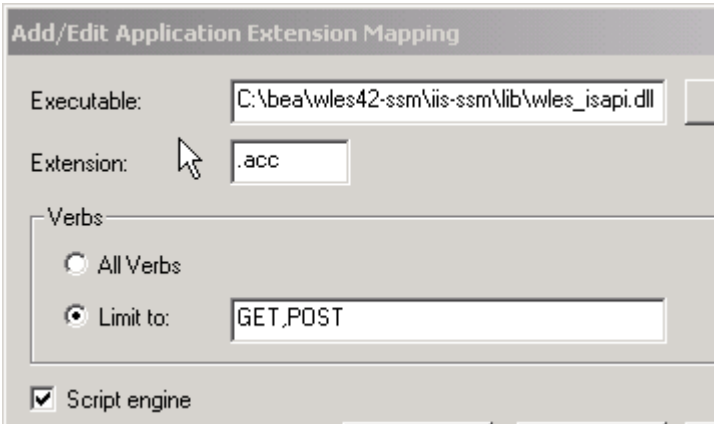 Add/Edit Application Extension Mapping
Executable: C:\bea\wles42-ssm\iis-ssm\lib\wles_isapi.dll
Extension: .acc
Verbs
All Verbs
Limit to: GET,POST
Script engine